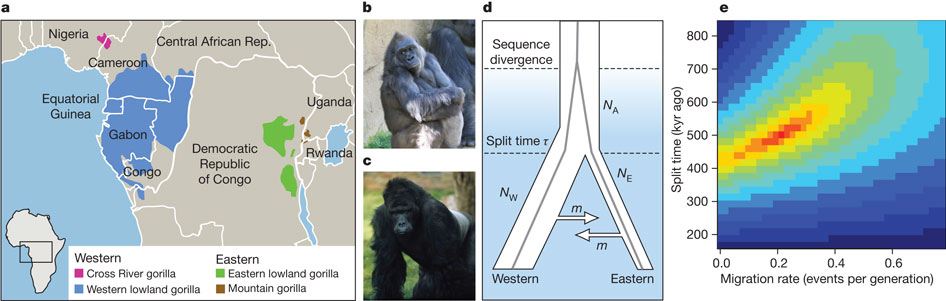 a
Nigeria
Central African Rep.
Cameroon
Equatorial
Guinea
Gabon
Congo
Democratic
Republic
of Congo
Uganda
Rwanda
Western
Cross River gorilla
Western lowland gorilla
Eastern
Eastern lowland gorilla
Mountain gorilla
b
c
d
Sequence
divergence
N_A
Split time τ
N_W
N_E
m
m
Western
Eastern
e
Split time (kyr ago)
800
700
600
500
400
300
200
0.0
0.2
0.4
0.6
Migration rate (events per generation)